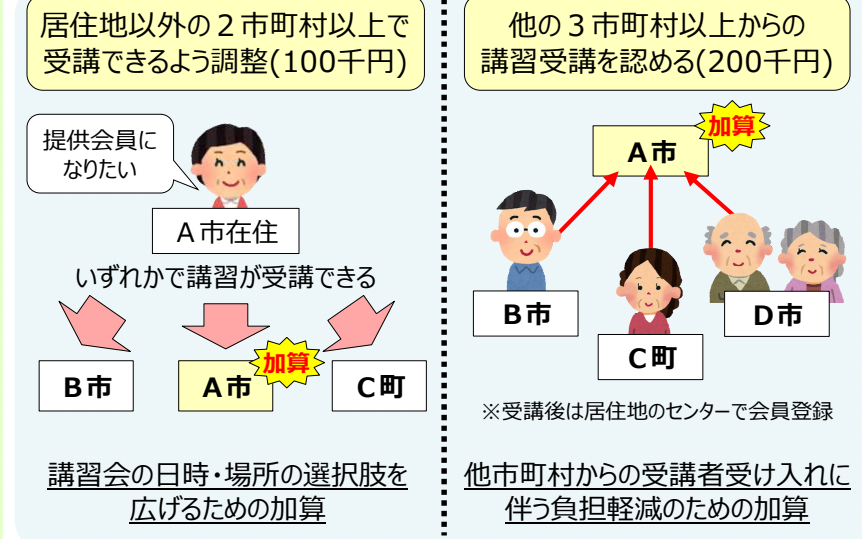 居住地以外の２市町村以上で
受講できるよう調整(100千円)
提供会員に
なりたい
Ａ市在住
いずれかで講習が受講できる
加算
Ｂ市
Ａ市
Ｃ町
講習会の日時・場所の選択肢を
広げるための加算
他の３市町村以上からの
講習受講を認める(200千円)
加算
Ａ市
Ｂ市
Ｃ町
Ｄ市
※受講後は居住地のセンターで会員登録
他市町村からの受講者受け入れに
伴う負担軽減のための加算